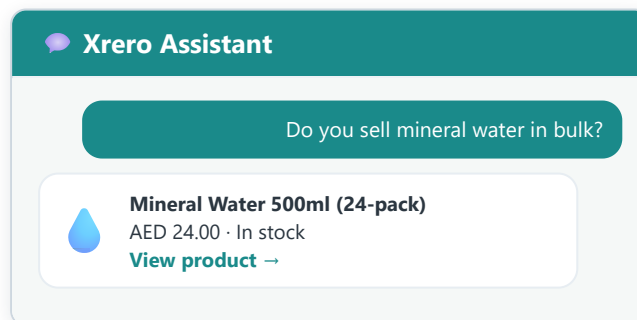 Xrero Assistant
Do you sell mineral water in bulk?
Mineral Water 500ml (24-pack)
AED 24.00 · In stock
View product →